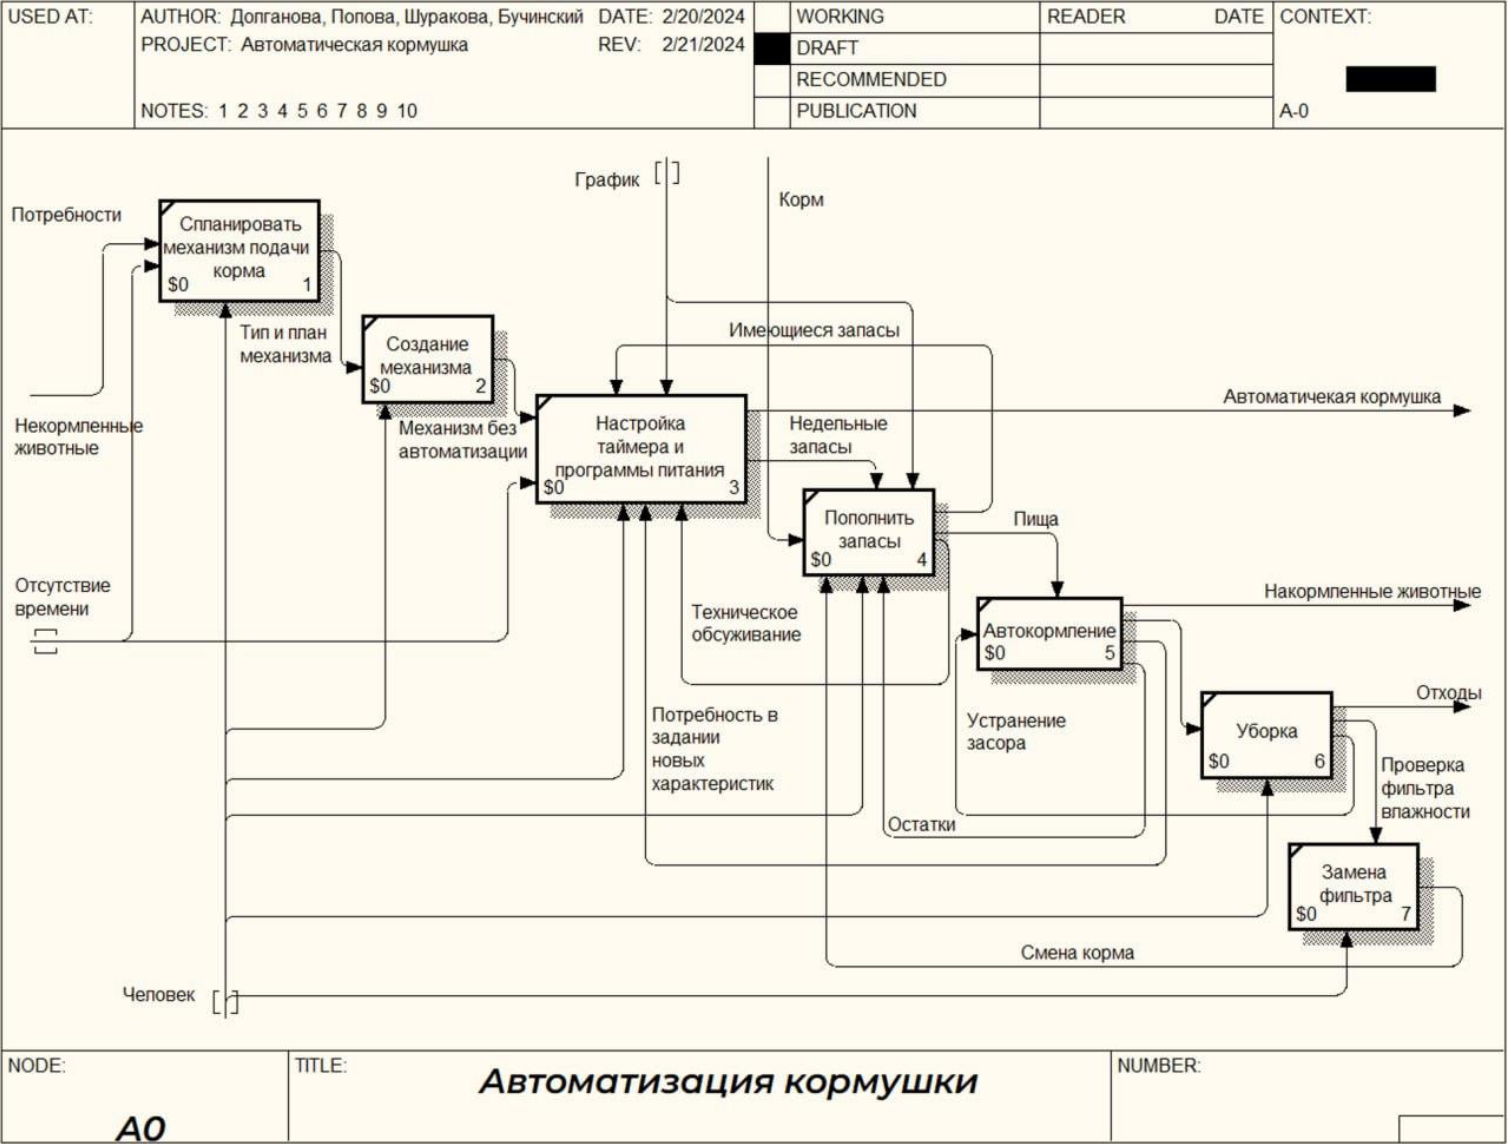 USED AT:
AUTHOR: Долганова, Попова, Шуракова, Бучинский
DATE: 2/20/2024
PROJECT: Автоматическая кормушка
REV: 2/21/2024
NOTES: 1 2 3 4 5 6 7 8 9 10
WORKING
DRAFT
RECOMMENDED
PUBLICATION
READER
DATE
CONTEXT:
A-0
График
Корм
Потребности
Сппанировать
механизм подачи
корма
$0 1
Тип и план
механизма
Имеющиеся запасы
Создание
механизма
$0 2
Некормленные
животные
Механизм без
автоматизации
Настройка
таймера и
программы питания
$0 3
Автоматичекая кормушка
Недельные
запасы
Пополнить
запасы
$0 4
Пища
Отсутствие
времени
Техническое
обсуживание
Накормленные животные
Автокормление
$0 5
Потребность в
задании
новых
характеристик
Устранение
засора
Отходы
Уборка
$0 6
Проверка
фильтра
влажности
Остатки
Замена
фильтра
$0 7
Смена корма
Человек
NODE:
A0
TITLE:
Автоматизация кормушки
NUMBER: